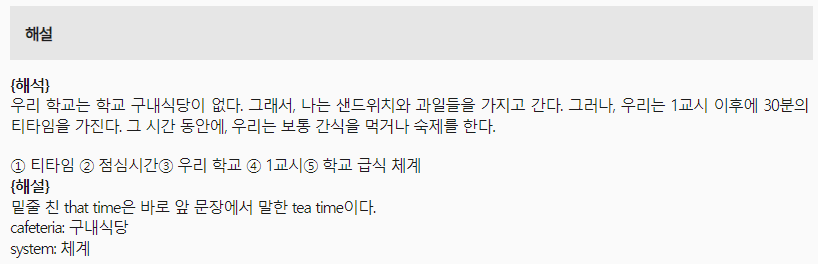 해설
{해석}
우리 학교는 학교 구내식당이 없다. 그래서, 나는 샌드위치와 과일들을 가지고 간다. 그러나, 우리는 1교시 이후에 30분의
티타임을 가진다. 그 시간 동안에, 우리는 보통 간식을 먹거나 숙제를 한다.
① 티타임 ② 점심시간③ 우리 학교 ④ 1교시⑤ 학교 급식 체계
{해설}
밑줄 친 that time은 바로 앞 문장에서 말한 tea time이다.
cafeteria: 구내식당
system: 체계